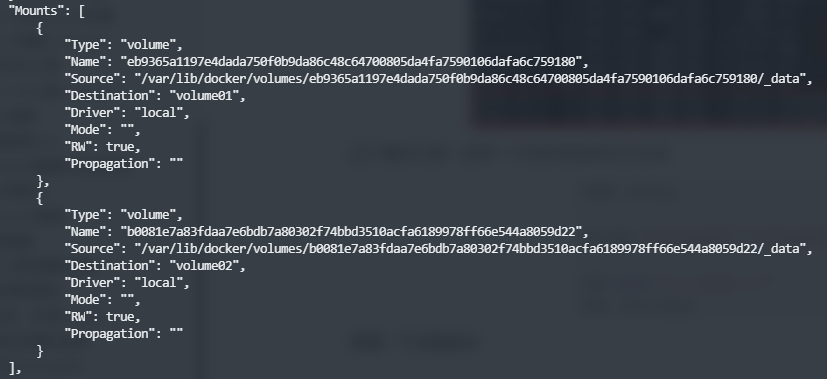 "Mounts": [
{
"Type": "volume",
"Name": "eb9365a1197e4dada750f0b9da86c48c64700805da4fa7590106dafa6c759180",
"Source": "/var/lib/docker/volumes/eb9365a1197e4dada750f0b9da86c48c64700805da4fa7590106dafa6c759180/_data",
"Destination": "volume01",
"Driver": "local",
"Mode": "",
"RW": true,
"Propagation": ""
},
{
"Type": "volume",
"Name": "b0081e7a83fdaa7e6bdb7a80302f74bbd3510acfa6189978ff66e544a8059d22",
"Source": "/var/lib/docker/volumes/b0081e7a83fdaa7e6bdb7a80302f74bbd3510acfa6189978ff66e544a8059d22/_data",
"Destination": "volume02",
"Driver": "local",
"Mode": "",
"RW": true,
"Propagation": ""
}
],